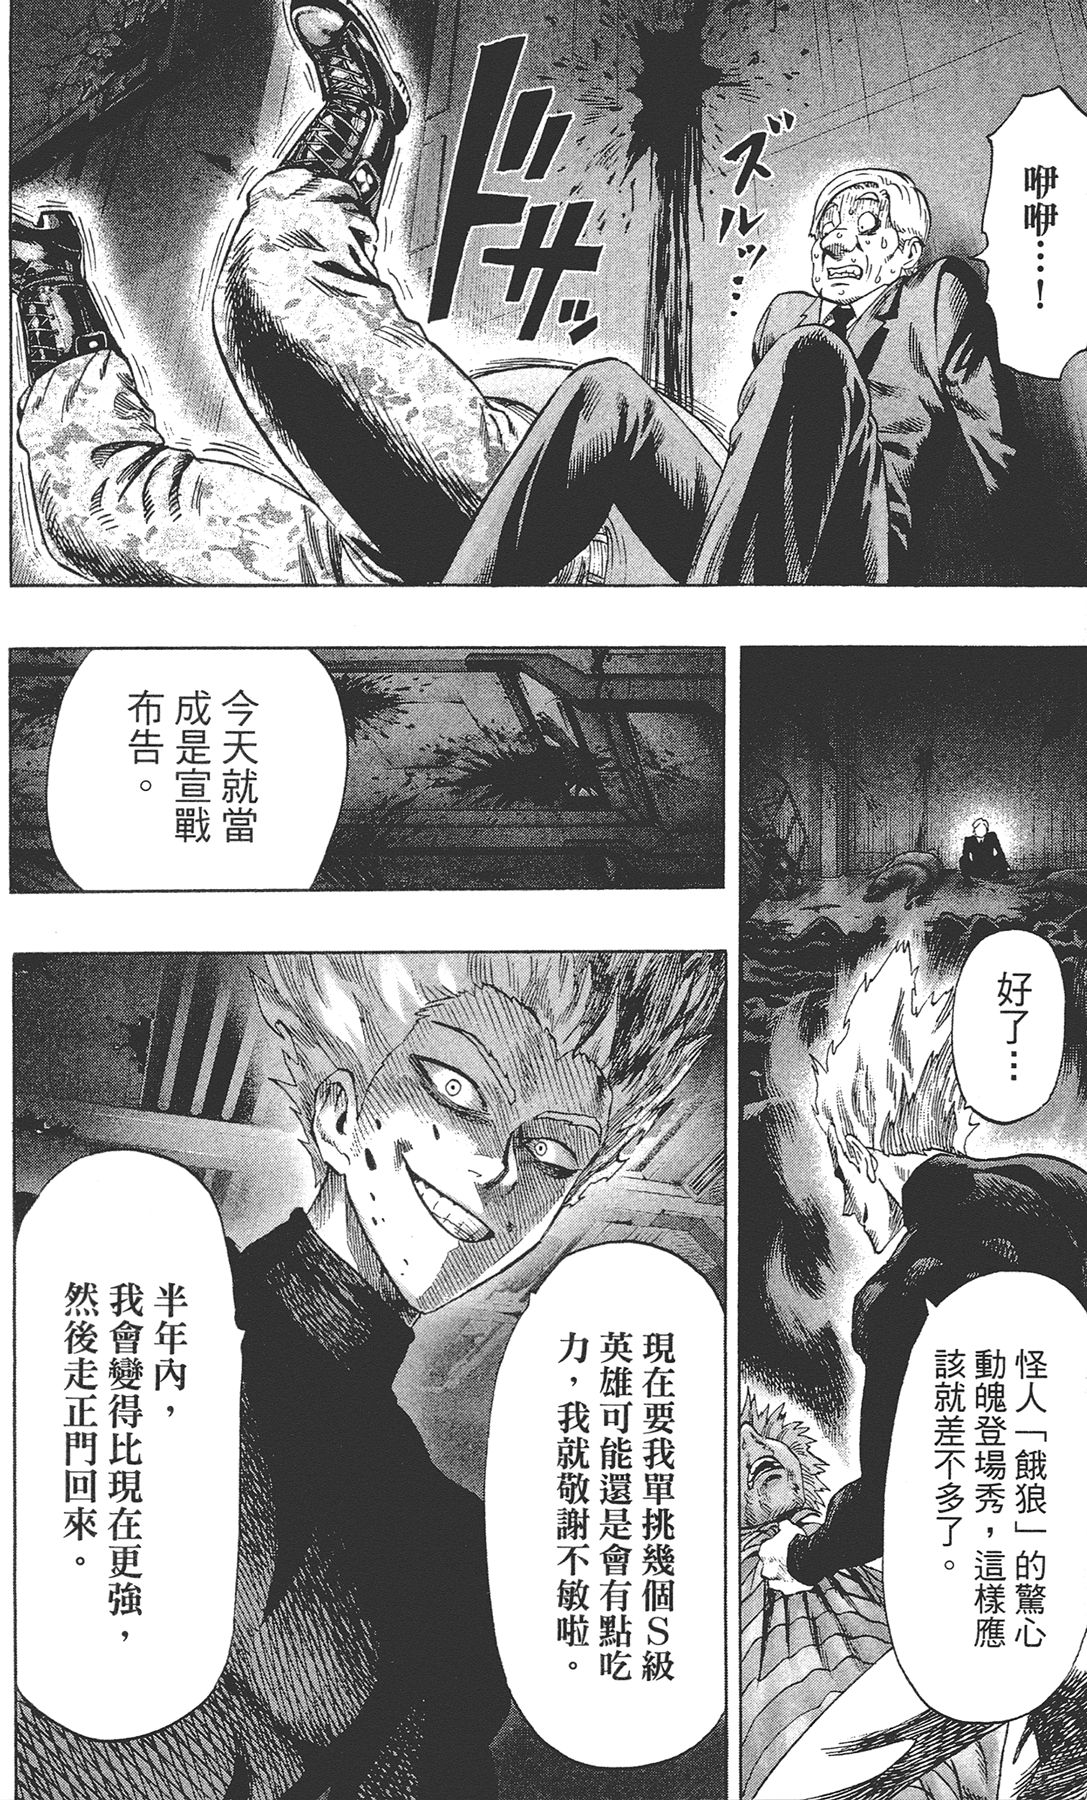 咿咿…！
ズルッ…
ドサッ
好了…
怪人「餓狼」的驚心
動魄登場秀，這樣應
該就差不多了。
今天就當
成是宣戰
布告。
現在要我單挑幾個Ｓ級
英雄可能還是會有點吃
力，我就敬謝不敏啦。
半年內，
我會變得比現在更強，
然後走正門回來。